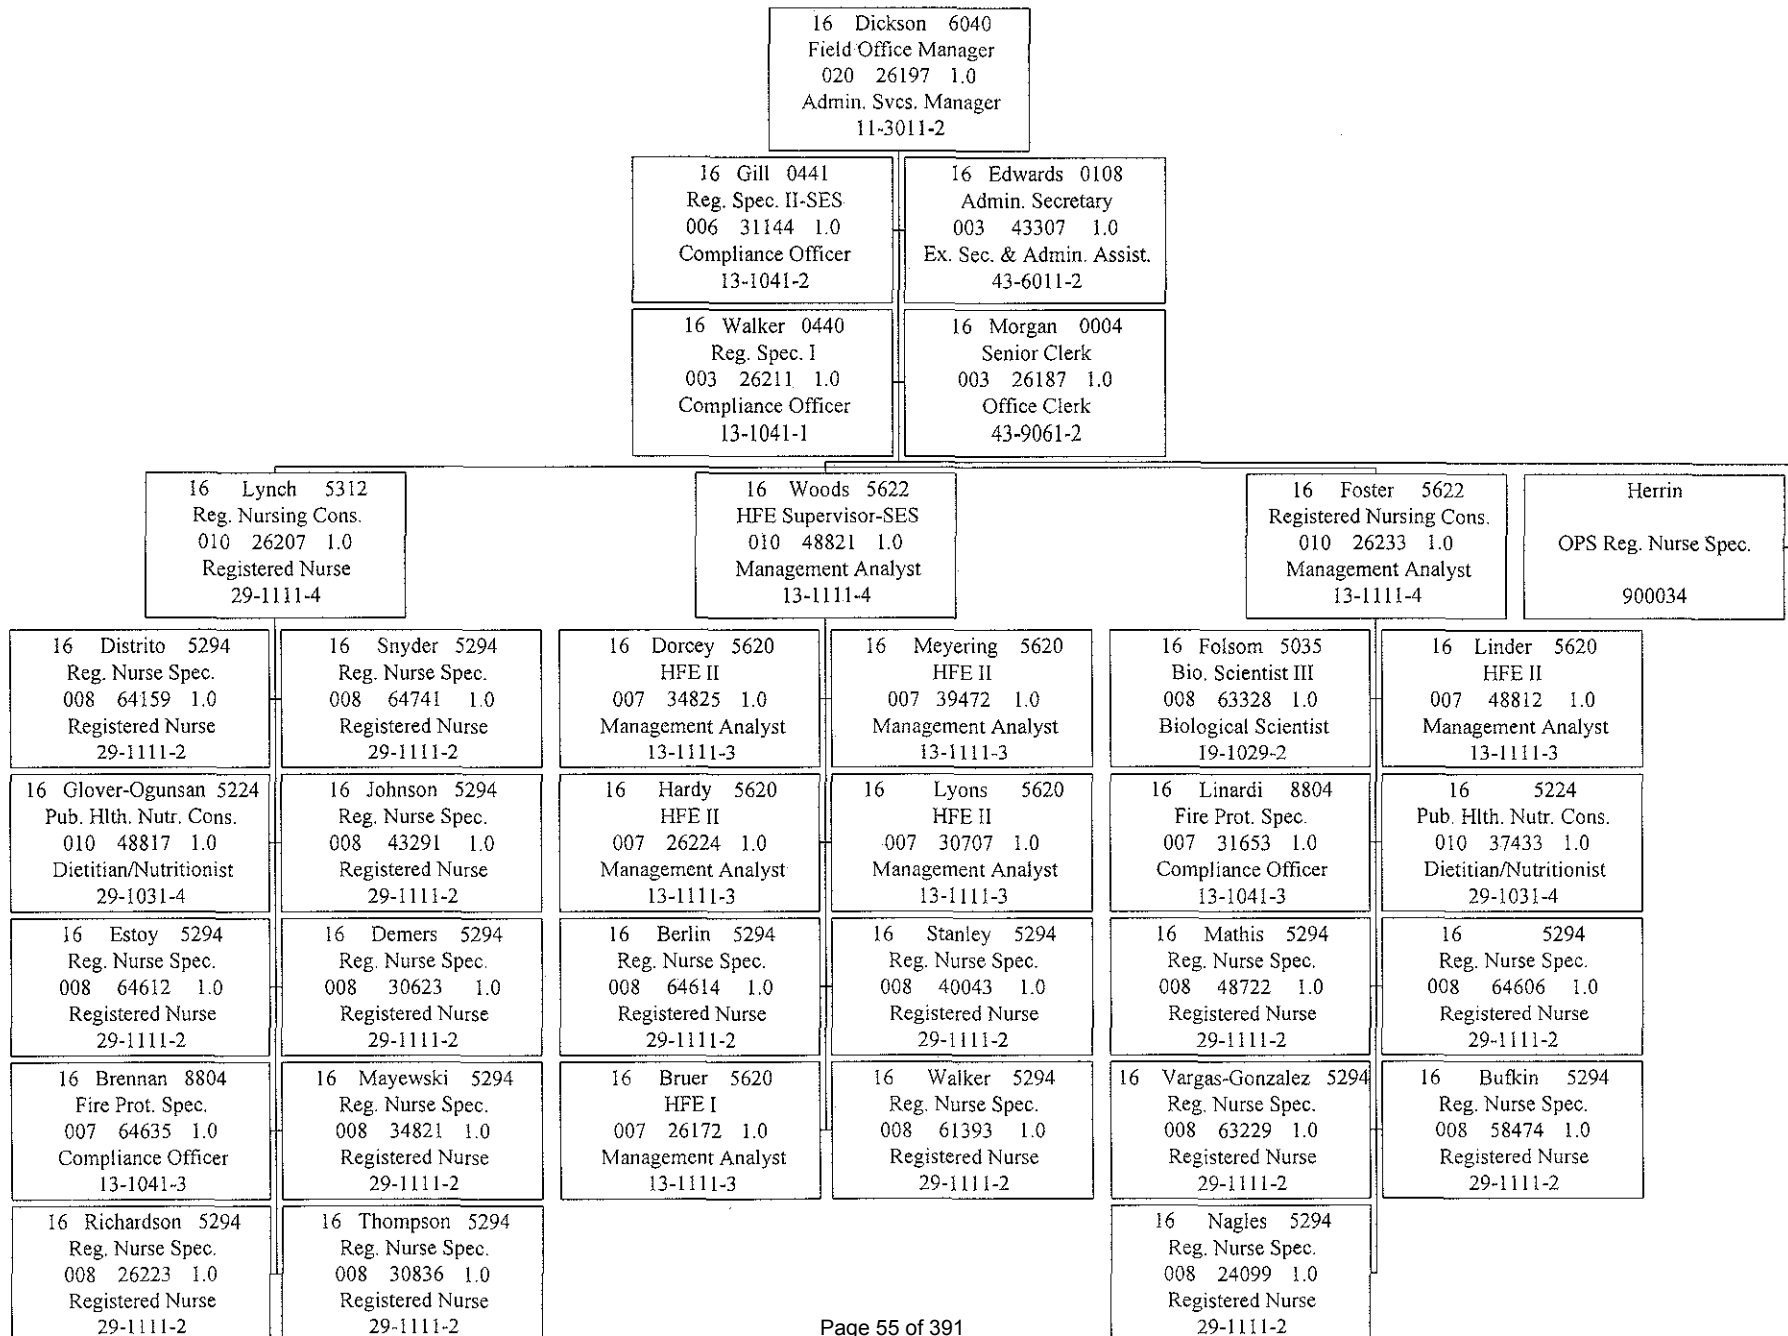 16 Dickson 6040
Field Office Manager
020 26197 1.0
Admin. Svcs. Manager
11-3011-2
16 Gill 0441
Reg. Spec. II-SES
006 31144 1.0
Compliance Officer
13-1041-2
16 Edwards 0108
Admin. Secretary
003 43307 1.0
Ex. Sec. & Admin. Assist.
43-6011-2
16 Walker 0440
Reg. Spec. I
003 26211 1.0
Compliance Officer
13-1041-1
16 Morgan 0004
Senior Clerk
003 26187 1.0
Office Clerk
43-9061-2
16 Lynch 5312
Reg. Nursing Cons.
010 26207 1.0
Registered Nurse
29-1111-4
16 Woods 5622
HFE Supervisor-SES
010 48821 1.0
Management Analyst
13-1111-4
16 Foster 5622
Registered Nursing Cons.
010 26233 1.0
Management Analyst
13-1111-4
Herrin
OPS Reg. Nurse Spec.
900034
16 Distrito 5294
Reg. Nurse Spec.
008 64159 1.0
Registered Nurse
29-1111-2
16 Snyder 5294
Reg. Nurse Spec.
008 64741 1.0
Registered Nurse
29-1111-2
16 Dorcey 5620
HFE II
007 34825 1.0
Management Analyst
13-1111-3
16 Meyering 5620
HFE II
007 39472 1.0
Management Analyst
13-1111-3
16 Folsom 5035
Bio. Scientist III
008 63328 1.0
Biological Scientist
19-1029-2
16 Linder 5620
HFE II
007 48812 1.0
Management Analyst
13-1111-3
16 Glover-Ogunsan 5224
Pub. Hlth. Nutr. Cons.
010 48817 1.0
Dietitian/Nutritionist
29-1031-4
16 Johnson 5294
Reg. Nurse Spec.
008 43291 1.0
Registered Nurse
29-1111-2
16 Hardy 5620
HFE II
007 26224 1.0
Management Analyst
13-1111-3
16 Lyons 5620
HFE II
007 30707 1.0
Management Analyst
13-1111-3
16 Linardi 8804
Fire Prot. Spec.
007 31653 1.0
Compliance Officer
13-1041-3
16 5224
Pub. Hlth. Nutr. Cons.
010 37433 1.0
Dietitian/Nutritionist
29-1031-4
16 Estoy 5294
Reg. Nurse Spec.
008 64612 1.0
Registered Nurse
29-1111-2
16 Demers 5294
Reg. Nurse Spec.
008 30623 1.0
Registered Nurse
29-1111-2
16 Berlin 5294
Reg. Nurse Spec.
008 64614 1.0
Registered Nurse
29-1111-2
16 Stanley 5294
Reg. Nurse Spec.
008 40043 1.0
Registered Nurse
29-1111-2
16 Mathis 5294
Reg. Nurse Spec.
008 48722 1.0
Registered Nurse
29-1111-2
16 5294
Reg. Nurse Spec.
008 64606 1.0
Registered Nurse
29-1111-2
16 Brennan 8804
Fire Prot. Spec.
007 64635 1.0
Compliance Officer
13-1041-3
16 Mayewski 5294
Reg. Nurse Spec.
008 34821 1.0
Registered Nurse
29-1111-2
16 Bruer 5620
HFE I
007 26172 1.0
Management Analyst
13-1111-3
16 Walker 5294
Reg. Nurse Spec.
008 61393 1.0
Registered Nurse
29-1111-2
16 Vargas-Gonzalez 5294
Reg. Nurse Spec.
008 63229 1.0
Registered Nurse
29-1111-2
16 Bufkin 5294
Reg. Nurse Spec.
008 58474 1.0
Registered Nurse
29-1111-2
16 Richardson 5294
Reg. Nurse Spec.
008 26223 1.0
Registered Nurse
29-1111-2
16 Thompson 5294
Reg. Nurse Spec.
008 30836 1.0
Registered Nurse
29-1111-2
16 Nagles 5294
Reg. Nurse Spec.
008 24099 1.0
Registered Nurse
29-1111-2
Page 55 of 391